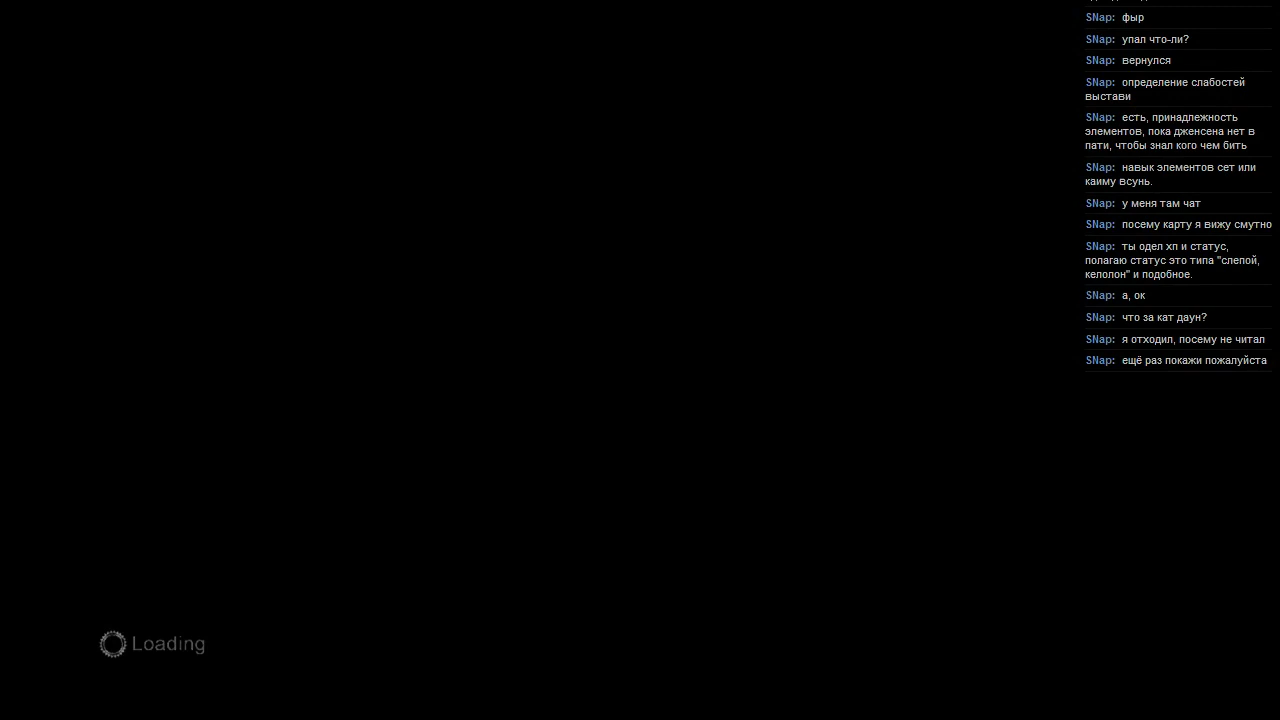 SNap: фыр
SNap: упал что-ли?
SNap: вернулся
SNap: определение слабостей
выстави
SNap: есть, принадлежность
элементов, пока дженсена нет в
пати, чтобы знал кого чем бить
SNap: навык элементов сет или
каиму всунь.
SNap: у меня там чат
SNap: посему карту я вижу смутно
SNap: ты одел хп и статус,
полагаю статус это типа "слепой,
келолон" и подобное.
SNap: а, ок
SNap: что за кат даун?
SNap: я отходил, посему не читал
SNap: ещё раз покажи пожалуйста
Loading